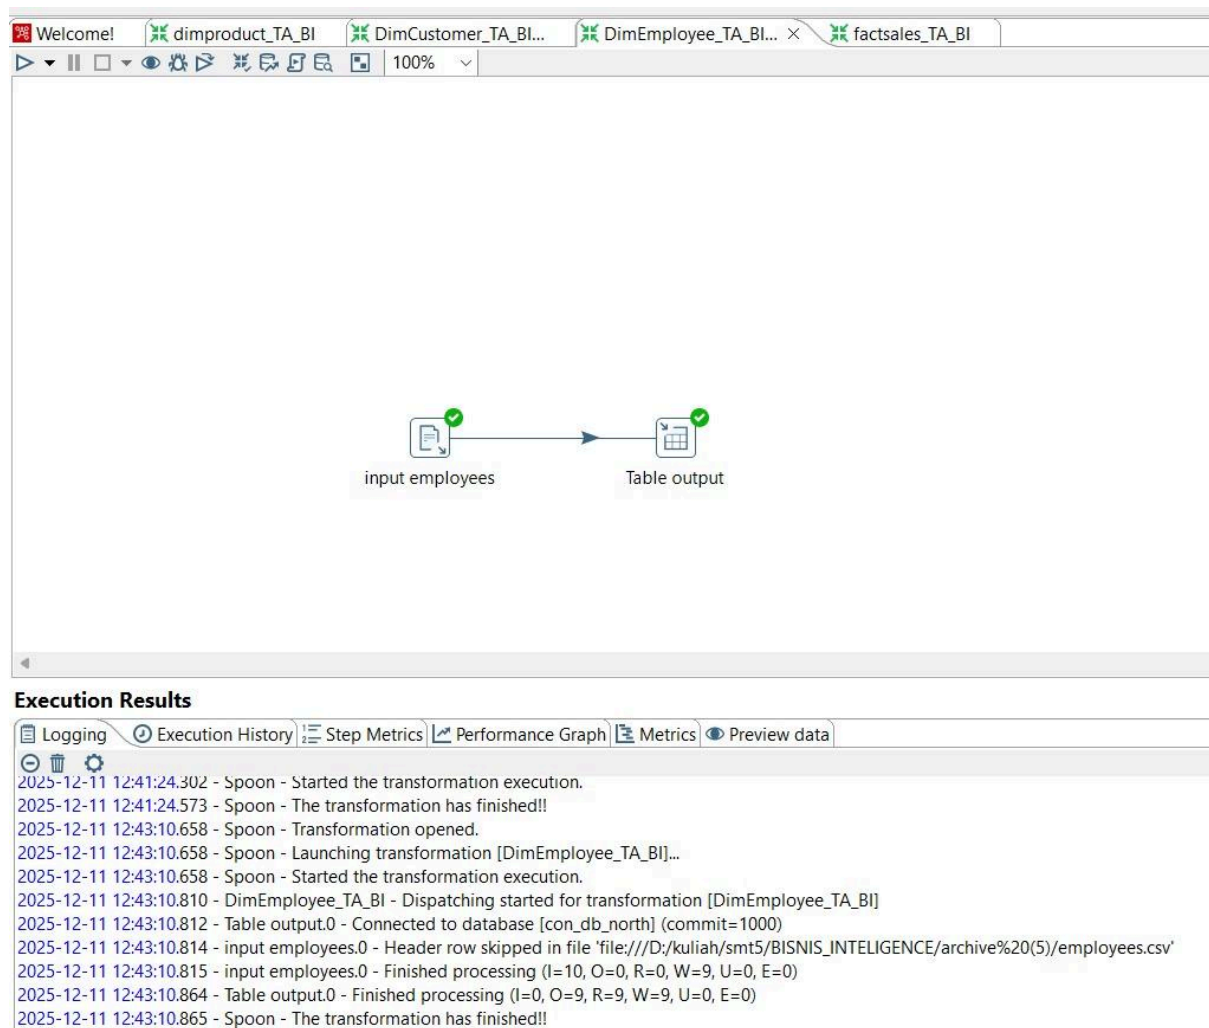 Welcome! dimproduct_TA_BI DimCustomer_TA_BI... DimEmployee_TA_BI... factsales_TA_BI
100%
input employees Table output
Execution Results
Logging Execution History Step Metrics Performance Graph Metrics Preview data
2025-12-11 12:41:24.302 - Spoon - Started the transformation execution.
2025-12-11 12:41:24.573 - Spoon - The transformation has finished!!
2025-12-11 12:43:10.658 - Spoon - Transformation opened.
2025-12-11 12:43:10.658 - Spoon - Launching transformation [DimEmployee_TA_BI]...
2025-12-11 12:43:10.658 - Spoon - Started the transformation execution.
2025-12-11 12:43:10.810 - DimEmployee_TA_BI - Dispatching started for transformation [DimEmployee_TA_BI]
2025-12-11 12:43:10.812 - Table output.0 - Connected to database [con_db_north] (commit=1000)
2025-12-11 12:43:10.814 - input employees.0 - Header row skipped in file 'file:///D:/kuliah/smt5/BISNIS_INTELIGENCE/archive%20(5)/employees.csv'
2025-12-11 12:43:10.815 - input employees.0 - Finished processing (I=10, O=0, R=0, W=9, U=0, E=0)
2025-12-11 12:43:10.864 - Table output.0 - Finished processing (I=0, O=9, R=9, W=9, U=0, E=0)
2025-12-11 12:43:10.865 - Spoon - The transformation has finished!!